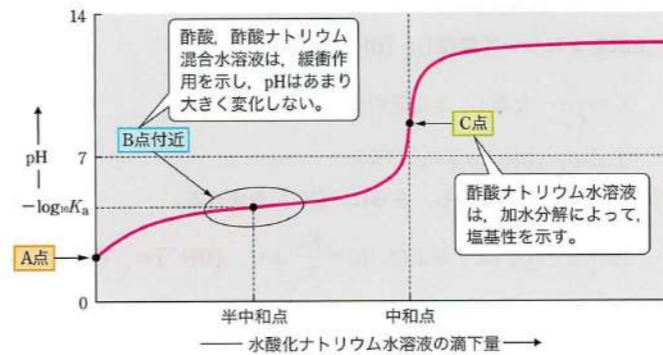 14
酢酸，酢酸ナトリウム
混合水溶液は，緩衝作
用を示し，pHはあまり
大きく変化しない。
B点付近
C点
pH
7
酢酸ナトリウム水溶液
は，加水分解によって，
塩基性を示す。
−log₁₀Kₐ
A点
0
半中和点
中和点
水酸化ナトリウム水溶液の滴下量